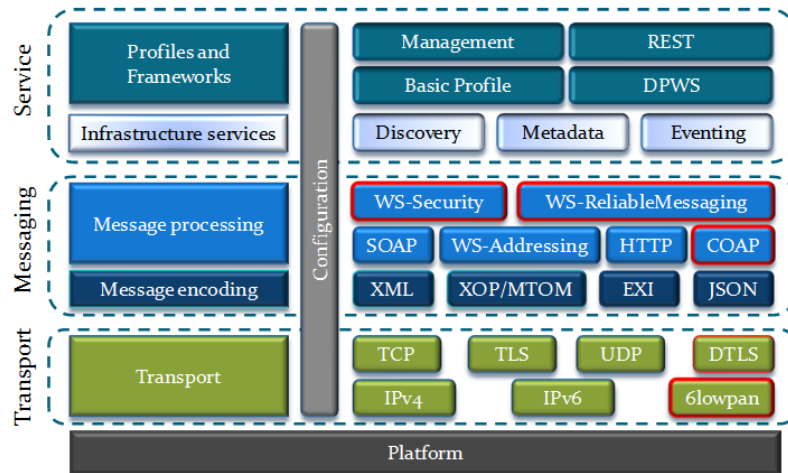 Service
Profiles and
Frameworks
Infrastructure services
Management
REST
Basic Profile
DPWS
Discovery
Metadata
Eventing
Configuration
Messaging
Message processing
Message encoding
WS-Security
WS-ReliableMessaging
SOAP
WS-Addressing
HTTP
COAP
XML
XOP/MTOM
EXI
JSON
Transport
Transport
TCP
TLS
UDP
DTLS
IPv4
IPv6
6lowpan
Platform